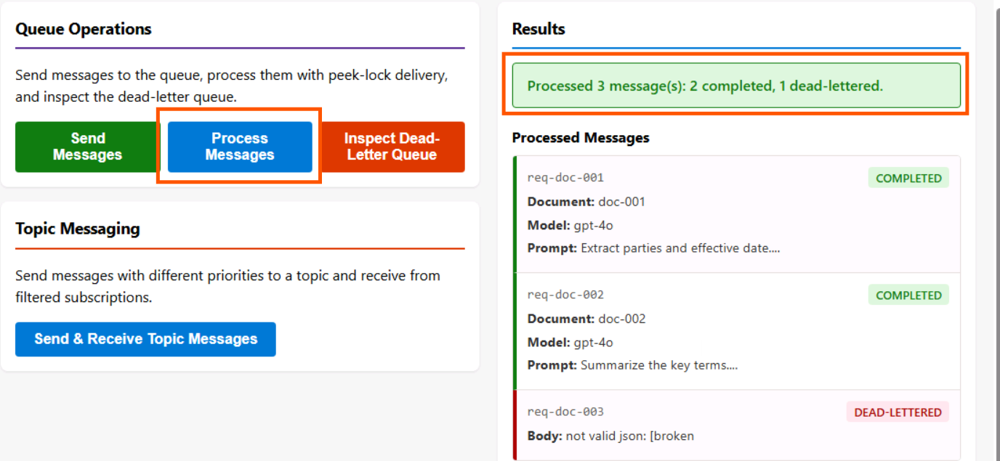 Queue Operations
Send messages to the queue, process them with peek-lock delivery,
and inspect the dead-letter queue.
Send
Messages
Process
Messages
Inspect Dead-
Letter Queue
Topic Messaging
Send messages with different priorities to a topic and receive from
filtered subscriptions.
Send & Receive Topic Messages
Results
Processed 3 message(s): 2 completed, 1 dead-lettered.
Processed Messages
req-doc-001
COMPLETED
Document: doc-001
Model: gpt-4o
Prompt: Extract parties and effective date....
req-doc-002
COMPLETED
Document: doc-002
Model: gpt-4o
Prompt: Summarize the key terms....
req-doc-003
DEAD-LETTERED
Body: not valid json: [broken